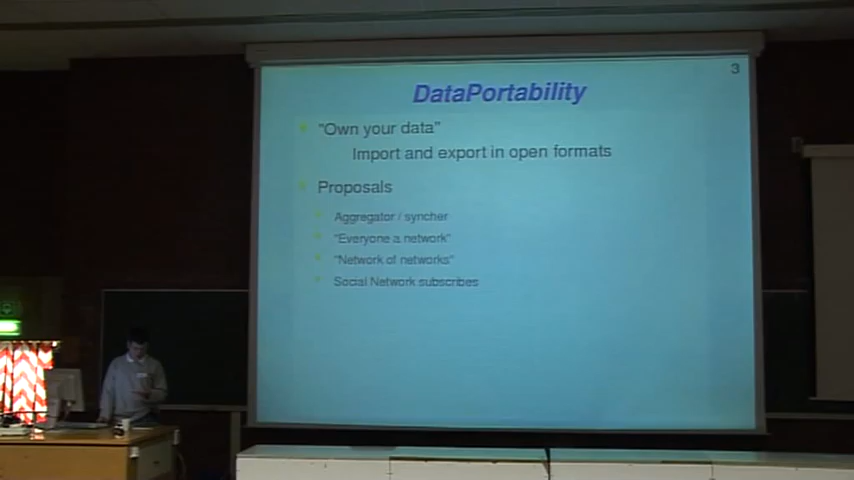 3
DataPortability
"Own your data"
Import and export in open formats
Proposals
Aggregator / syncher
"Everyone a network"
"Network of networks"
Social Network subscribes